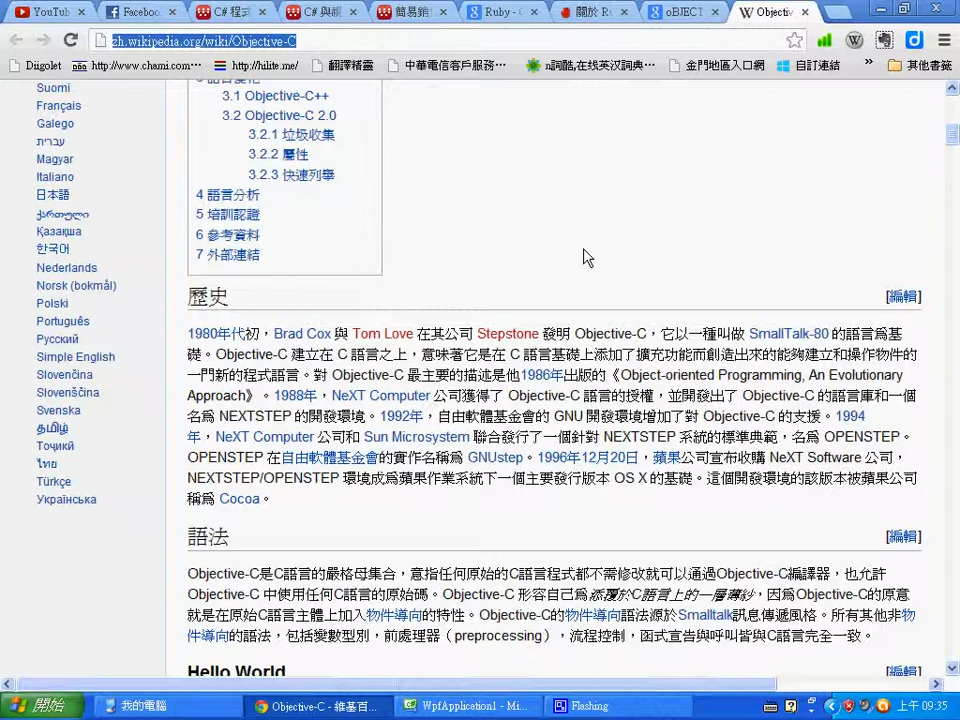 YouTub
Facebo
C# 程式
C# 與視
簡易銷
Ruby - G
關於 Ru
oBJECT
Objectiv
zh.wikipedia.org/wiki/Objective-C
Diigolet
http://www.chami.com…
http://hilite.me/
翻譯精靈
中華電信客戶服務…
n詞酷,在线英汉詞典…
金門地區入口網
自訂連結
»
其他書籤
Suomi
Français
Galego
עברית
Magyar
Italiano
日本語
ქართული
Қазақша
한국어
Nederlands
Norsk (bokmål)
Polski
Português
Русский
Simple English
Slovenčina
Slovenščina
Svenska
தமிழ்
Тоҷикӣ
ไทย
Türkçe
Українська
3.1 Objective-C++
3.2 Objective-C 2.0
3.2.1 垃圾收集
3.2.2 屬性
3.2.3 快速列舉
4 語言分析
5 培訓認證
6 參考資料
7 外部連結
歷史 [編輯]
1980年代初，Brad Cox 與 Tom Love 在其公司 Stepstone 發明 Objective-C，它以一種叫做 SmallTalk-80 的語言為基
礎。Objective-C 建立在 C 語言之上，意味著它是在 C 語言基礎上添加了擴充功能而創造出來的能夠建立和操作物件的
一門新的程式語言。對 Objective-C 最主要的描述是他1986年出版的《Object-oriented Programming, An Evolutionary
Approach》。1988年，NeXT Computer 公司獲得了 Objective-C 語言的授權，並開發出了 Objective-C 的語言庫和一個
名為 NEXTSTEP 的開發環境。1992年，自由軟體基金會的 GNU 開發環境增加了對 Objective-C 的支援。1994
年，NeXT Computer 公司和 Sun Microsystem 聯合發行了一個針對 NEXTSTEP 系統的標準典範，名為 OPENSTEP。
OPENSTEP 在自由軟體基金會的實作名稱為 GNUstep。1996年12月20日，蘋果公司宣布收購 NeXT Software 公司，
NEXTSTEP/OPENSTEP 環境成為蘋果作業系統下一個主要發行版本 OS X 的基礎。這個開發環境的該版本被蘋果公司
稱為 Cocoa。
語法 [編輯]
Objective-C是C語言的嚴格母集合，意指任何原始的C語言程式都不需修改就可以通過Objective-C編譯器，也允許
Objective-C 中使用任何C語言的原始碼。Objective-C 形容自己為添覆於C語言上的一層薄紗，因為Objective-C的原意
就是在原始C語言主體上加入物件導向的特性。Objective-C的物件導向語法源於Smalltalk訊息傳遞風格。所有其他非物
件導向的語法，包括變數型別，前處理器（preprocessing），流程控制，函式宣告與呼叫皆與C語言完全一致。
Hello World [編輯]
開始
我的電腦
Objective-C - 維基百…
WpfApplication1 - Mi…
Flashing
上午 09:35